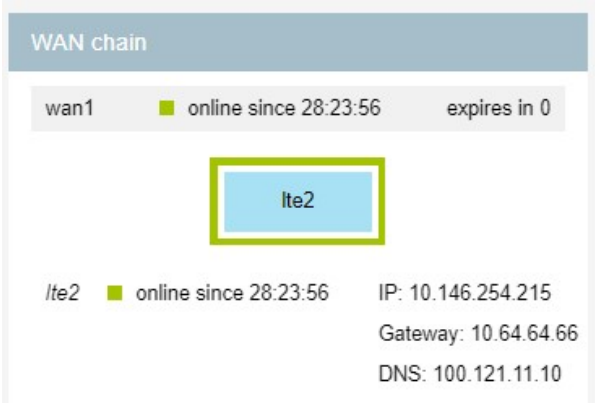 WAN chain
wan1 online since 28:23:56 expires in 0
lte2
lte2 online since 28:23:56 IP: 10.146.254.215
Gateway: 10.64.64.66
DNS: 100.121.11.10